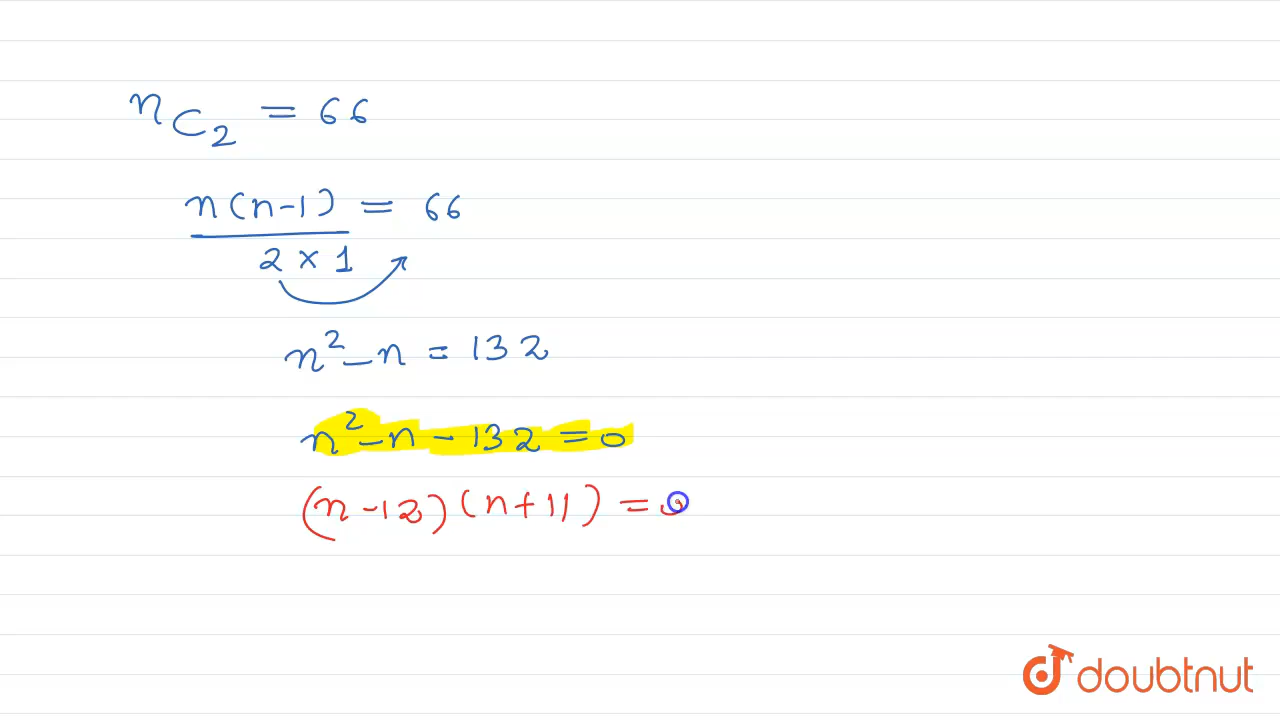 nC₂ = 66
n(n-1) = 66
2 × 1
n² - n = 132
n² - n - 132 = 0
(n - 12) (n + 11) = 0
doubtnut